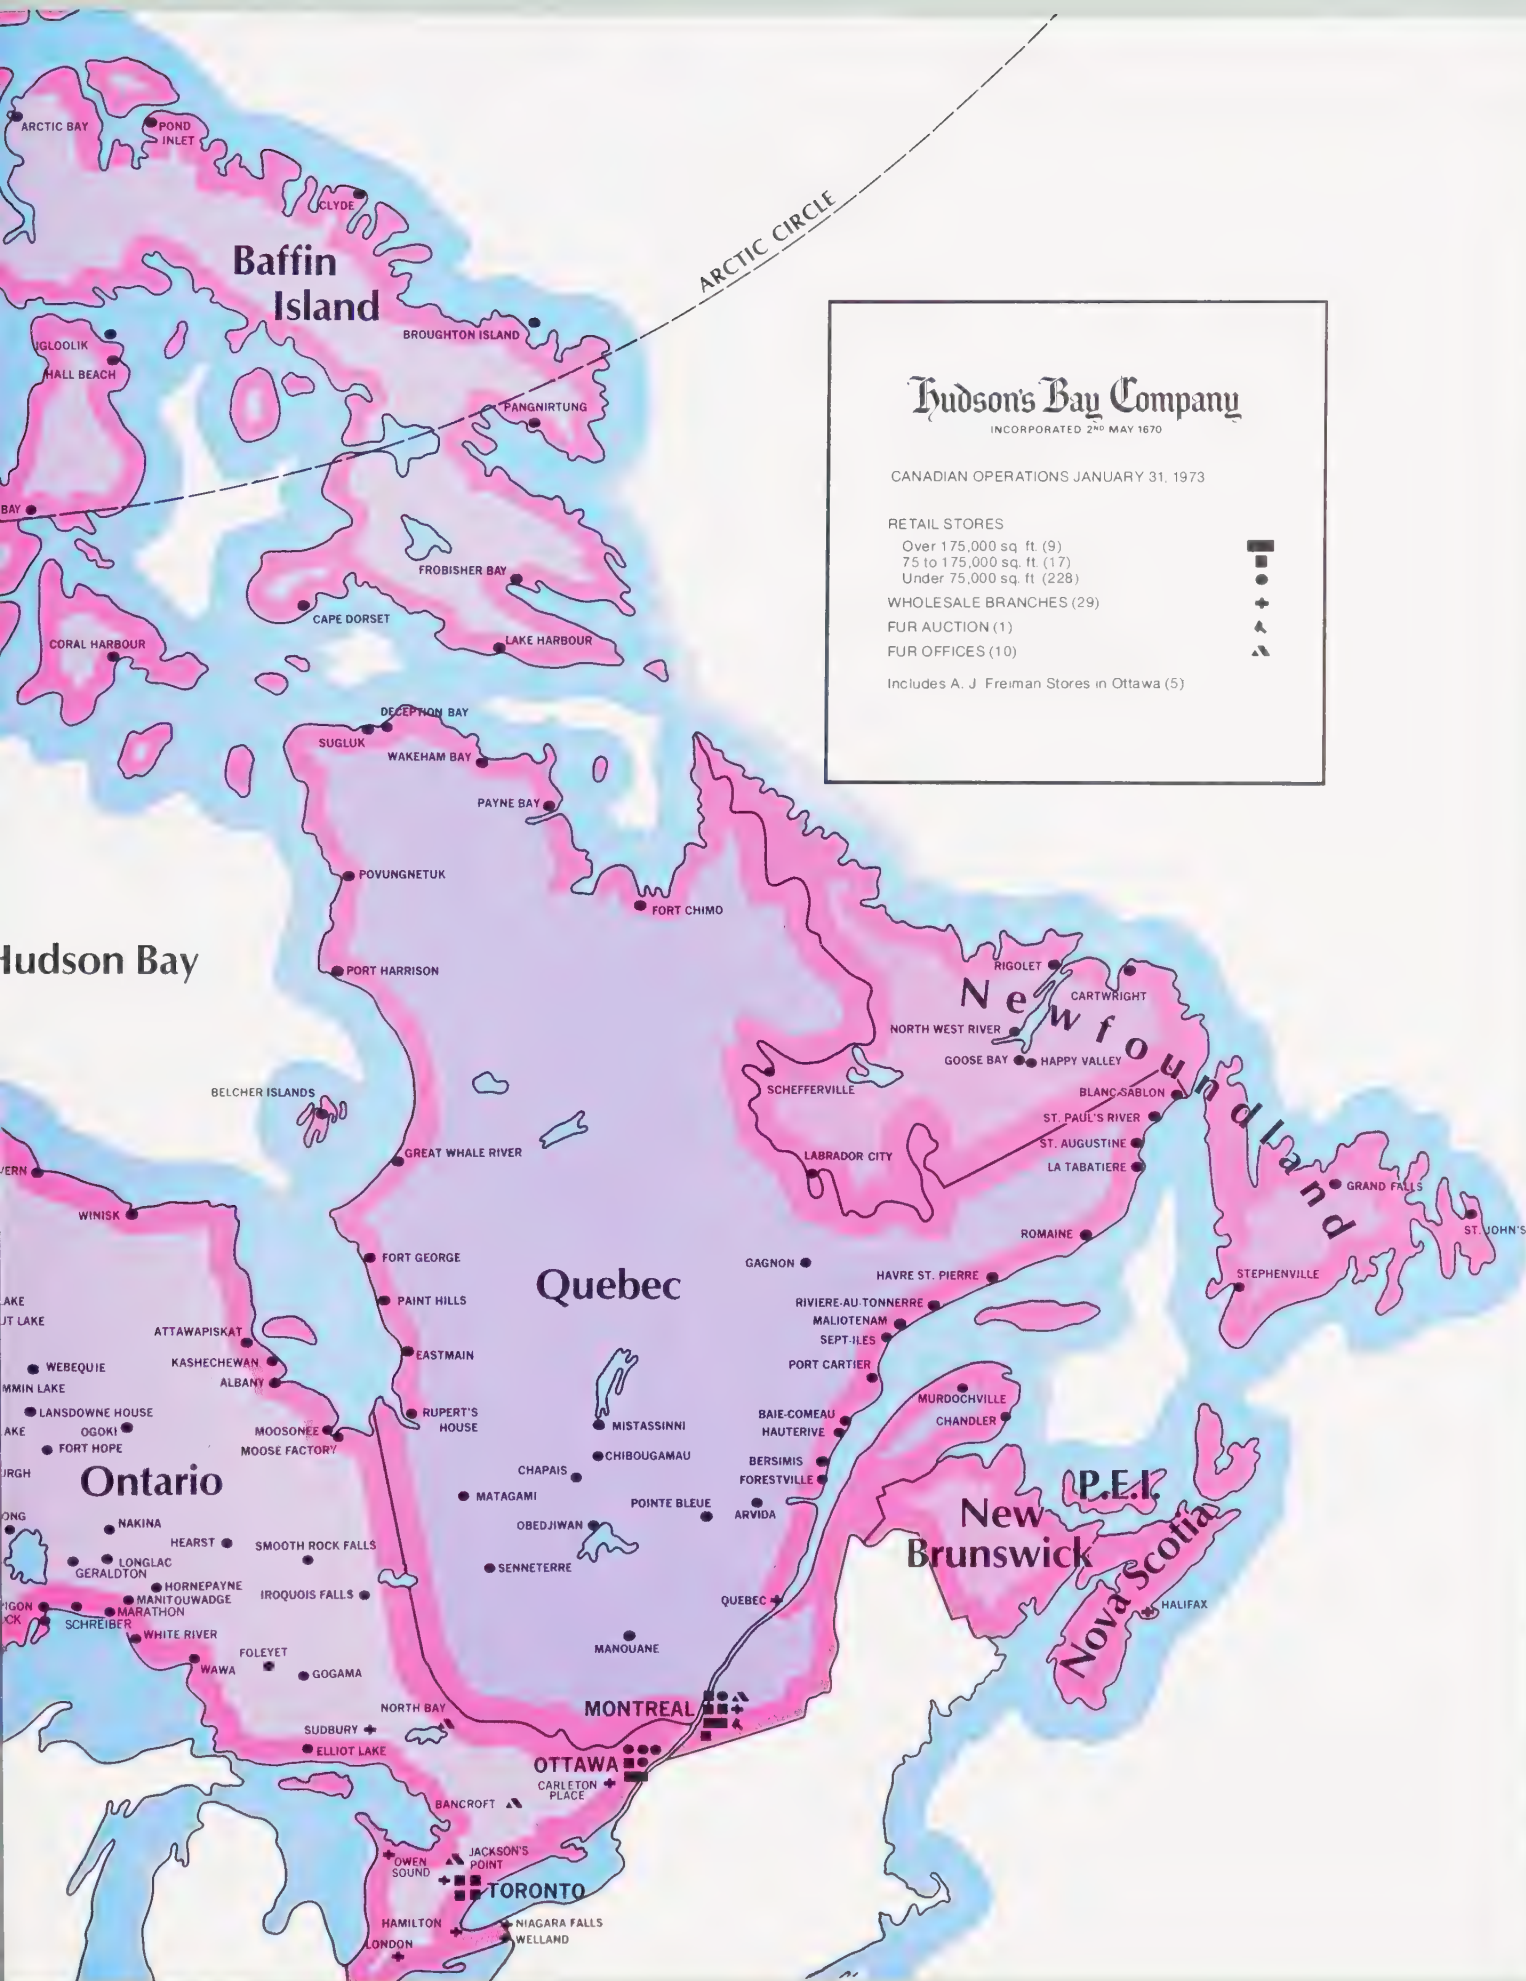 ARCTIC BAY
POND
INLET
CLYDE
Baffin
Island
ARCTIC CIRCLE
BROUGHTON ISLAND
IGLOOLIK
HALL BEACH
PANGNIRTUNG
BAY
FROBISHER BAY
CAPE DORSET
LAKE HARBOUR
CORAL HARBOUR
Hudson's Bay Company
INCORPORATED 2ND MAY 1670
CANADIAN OPERATIONS JANUARY 31, 1973
RETAIL STORES
Over 175,000 sq. ft. (9)
75 to 175,000 sq. ft. (17)
Under 75,000 sq. ft (228)
WHOLESALE BRANCHES (29)
FUR AUCTION (1)
FUR OFFICES (10)
Includes A. J Freiman Stores in Ottawa (5)
DECEPTION BAY
SUGLUK
WAKEHAM BAY
PAYNE BAY
POVUNGNETUK
FORT CHIMO
Hudson Bay
PORT HARRISON
RIGOLET
CARTWRIGHT
Newfoundland
NORTH WEST RIVER
GOOSE BAY
HAPPY VALLEY
SCHEFFERVILLE
BLANC SABLON
BELCHER ISLANDS
ST. PAUL'S RIVER
ST. AUGUSTINE
GREAT WHALE RIVER
LABRADOR CITY
LA TABATIERE
VERN
GRAND FALLS
WINISK
ST. JOHN'S
ROMAINE
FORT GEORGE
GAGNON
HAVRE ST. PIERRE
STEPHENVILLE
Quebec
PAINT HILLS
RIVIERE-AU-TONNERRE
AKE
UT LAKE
MALIOTENAM
SEPT-ILES
ATTAWAPISKAT
EASTMAIN
KASHECHEWAN
PORT CARTIER
WEBEQUIE
ALBANY
MMIN LAKE
MURDOCHVILLE
LANSDOWNE HOUSE
RUPERT'S
HOUSE
BAIE-COMEAU
CHANDLER
AKE
OGOKI
MOOSONEE
MISTASSINNI
HAUTERIVE
FORT HOPE
MOOSE FACTORY
CHIBOUGAMAU
BERSIMIS
URGH
CHAPAIS
FORESTVILLE
Ontario
P.E.I.
MATAGAMI
POINTE BLEUE
ARVIDA
New
Brunswick
ONG
NAKINA
OBEDJIWAN
HEARST
SMOOTH ROCK FALLS
LONGLAC
GERALDTON
SENNETERRE
Nova Scotia
HORNEPAYNE
MANITOUWADGE
IROQUOIS FALLS
QUEBEC
HALIFAX
IGON
MARATHON
CK
SCHREIBER
WHITE RIVER
MANOUANE
FOLEYET
WAWA
GOGAMA
NORTH BAY
MONTREAL
SUDBURY
ELLIOT LAKE
OTTAWA
CARLETON
PLACE
BANCROFT
JACKSON'S
POINT
OWEN
SOUND
TORONTO
HAMILTON
NIAGARA FALLS
WELLAND
LONDON